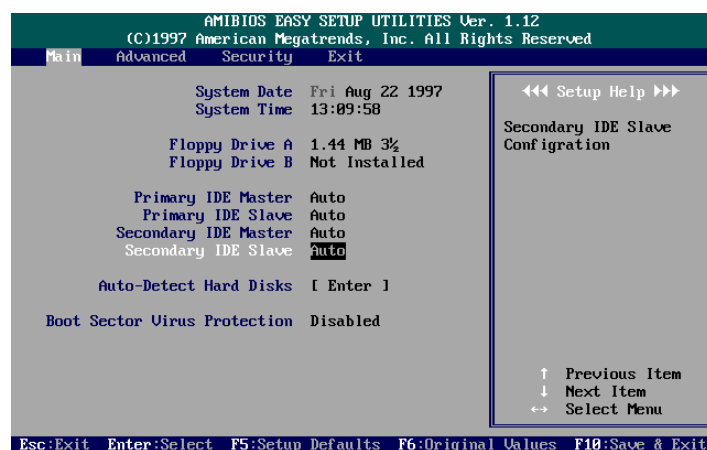 AMIBIOS EASY SETUP UTILITIES Ver. 1.12
(C)1997 American Megatrends, Inc. All Rights Reserved
Main Advanced Security Exit
System Date Fri Aug 22 1997
System Time 13:09:58
Floppy Drive A 1.44 MB 3½
Floppy Drive B Not Installed
Primary IDE Master Auto
Primary IDE Slave Auto
Secondary IDE Master Auto
Secondary IDE Slave Auto
Auto-Detect Hard Disks [ Enter ]
Boot Sector Virus Protection Disabled
Setup Help
Secondary IDE Slave
Configration
↑ Previous Item
↓ Next Item
↔ Select Menu
Esc:Exit Enter:Select F5:Setup Defaults F6:Original Values F10:Save & Exit